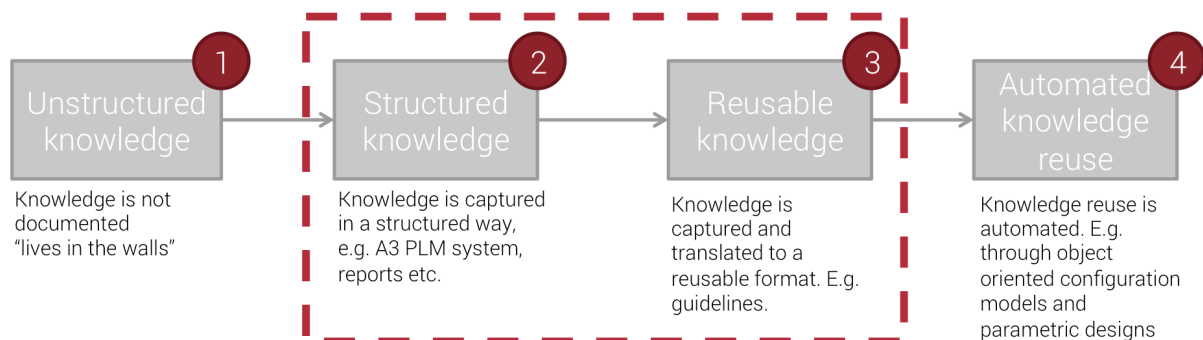 1
Unstructured
knowledge
Knowledge is not
documented
“lives in the walls”
2
Structured
knowledge
Knowledge is captured
in a structured way,
e.g. A3 PLM system,
reports etc.
3
Reusable
knowledge
Knowledge is
captured and
translated to a
reusable format. E.g.
guidelines.
4
Automated
knowledge
reuse
Knowledge reuse is
automated. E.g.
through object
oriented configuration
models and
parametric designs